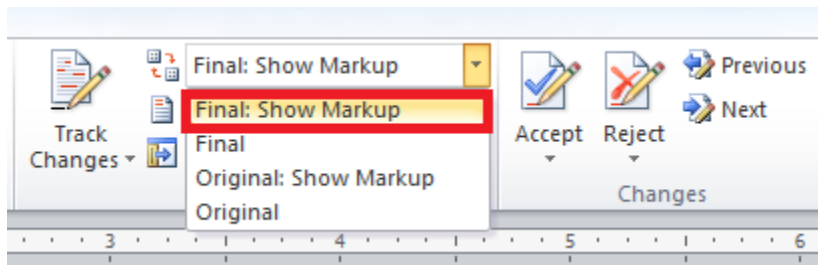 Final: Show Markup
Track
Changes
Final: Show Markup
Final
Original: Show Markup
Original
Accept
Reject
Previous
Next
Changes
3 4 5 6